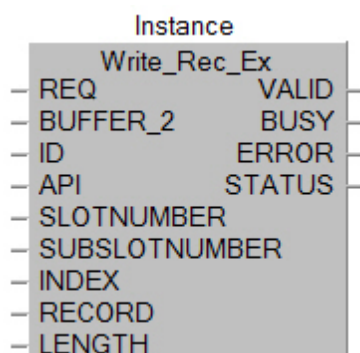 Instance
Write_Rec_Ex
REQ VALID
BUFFER_2 BUSY
ID ERROR
API STATUS
SLOTNUMBER
SUBSLOTNUMBER
INDEX
RECORD
LENGTH